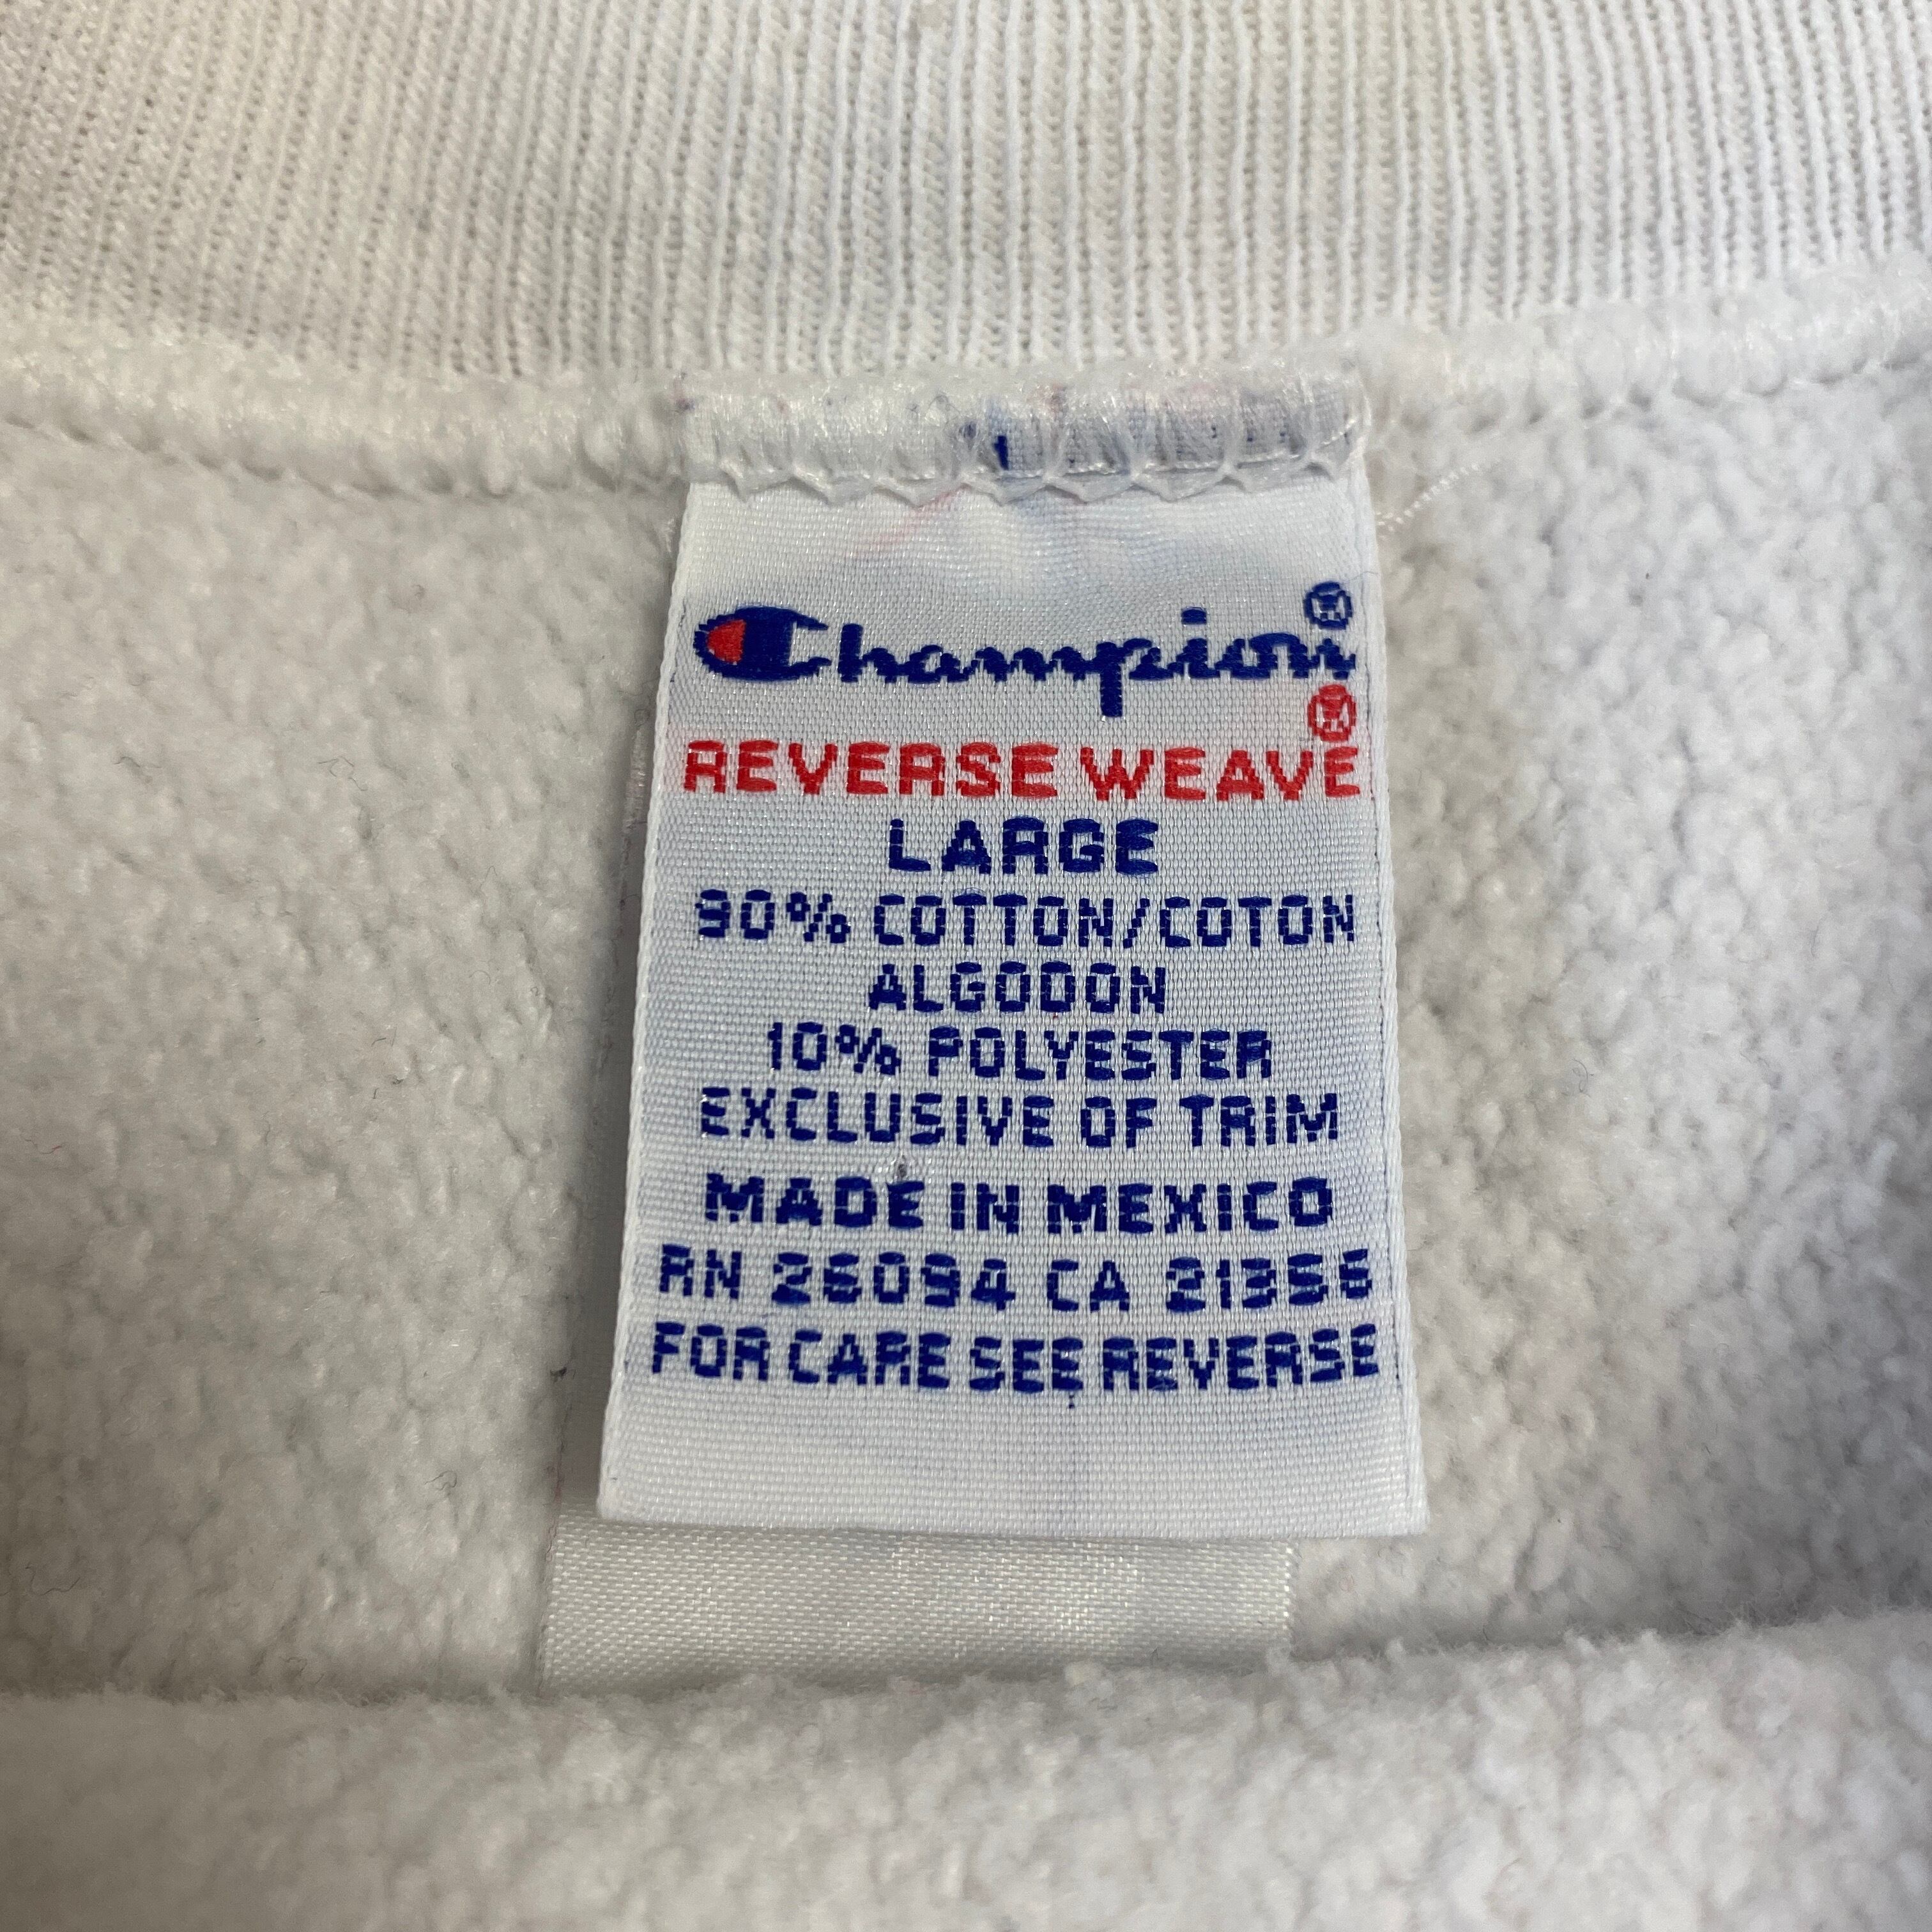 Champion®
REVERSE WEAVE®
LARGE
90% COTTON/COTON
ALGODON
10% POLYESTER
EXCLUSIVE OF TRIM
MADE IN MEXICO
RN 26094 CA 21356
FOR CARE SEE REVERSE